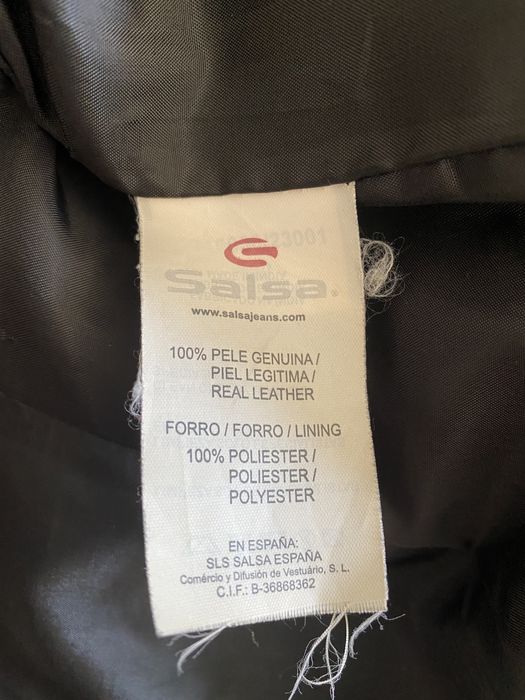 Salsa®
www.salsajeans.com
100% PELE GENUINA /
PIEL LEGITIMA /
REAL LEATHER
FORRO / FORRO / LINING
100% POLIESTER /
POLIESTER /
POLYESTER
EN ESPAÑA:
SLS SALSA ESPAÑA
Comércio y Difusión de Vestuário, S. L.
C.I.F.: B-36868362